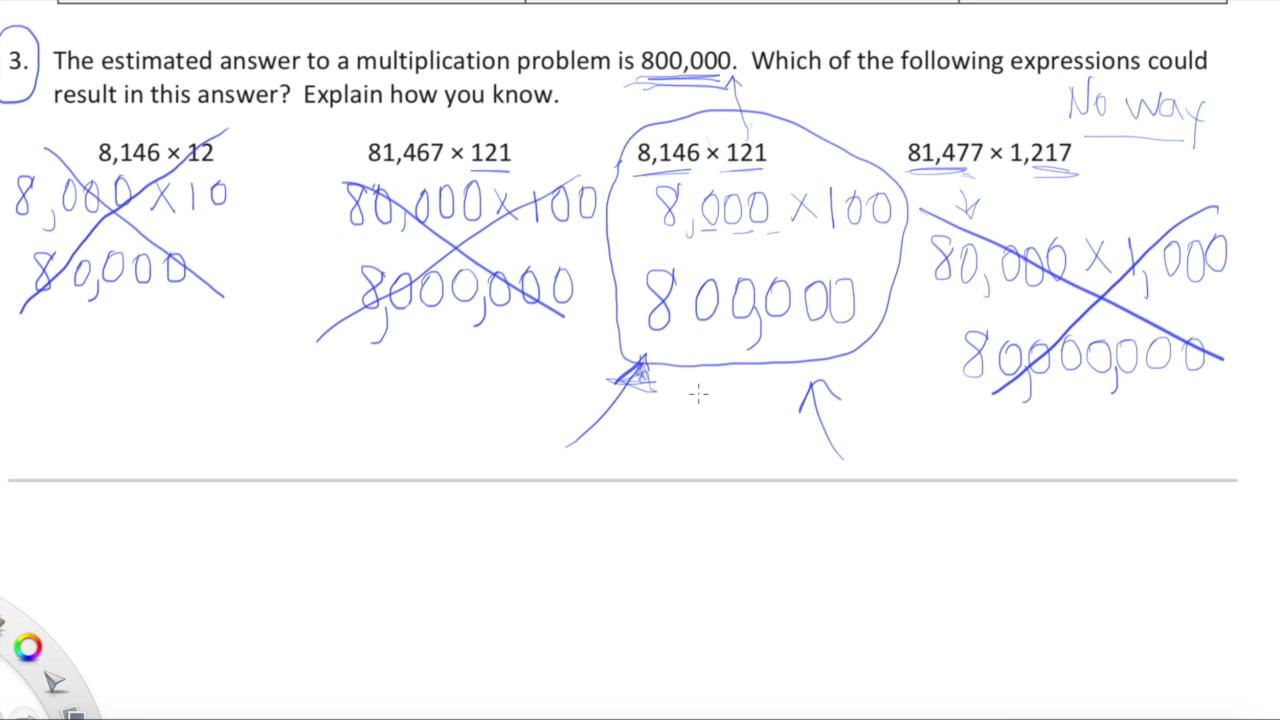 3. The estimated answer to a multiplication problem is 800,000. Which of the following expressions could
result in this answer? Explain how you know.
No way
8,146 × 12
81,467 × 121
8,146 × 121
81,477 × 1,217
8,000 × 10
80,000 × 100
8,000 × 100
80,000 × 1,000
80,000
8,000,000
800,000
80,000,000